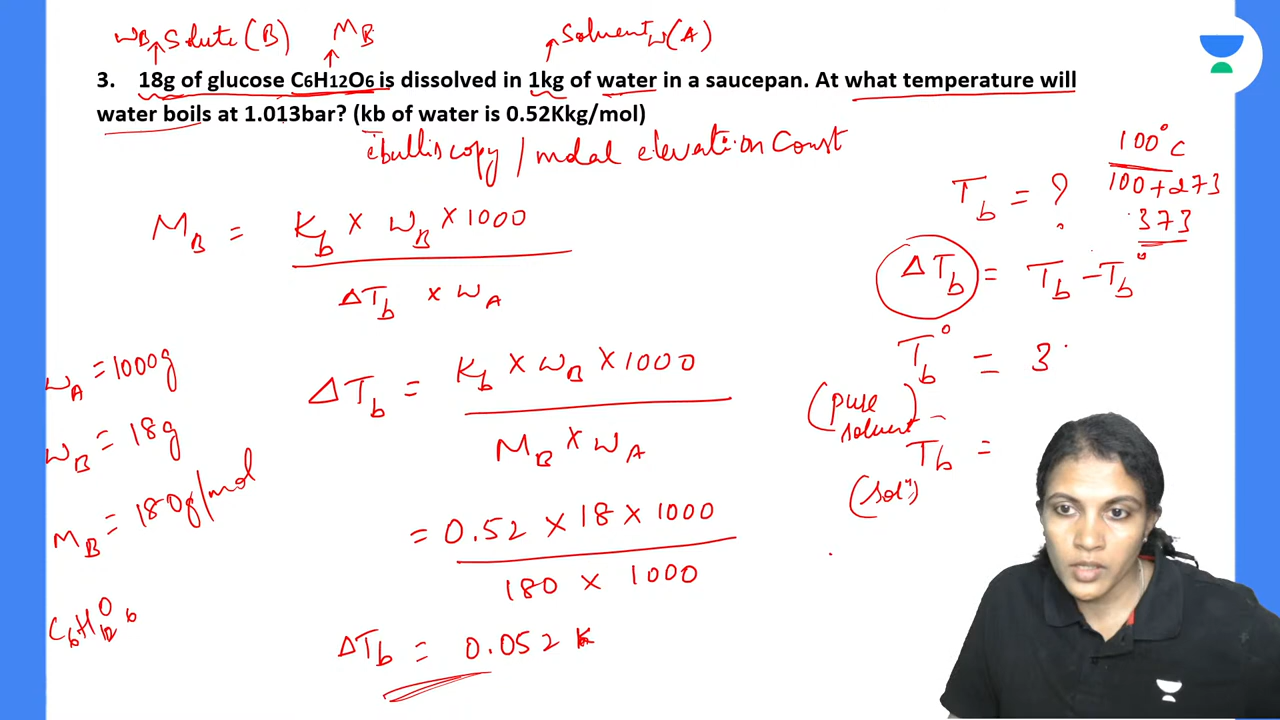 wB Solute (B) MB Solvent w(A)
3. 18g of glucose C6H12O6 is dissolved in 1kg of water in a saucepan. At what temperature will
water boils at 1.013bar? (kb of water is 0.52Kkg/mol)
ebulliscopy / modal elevation Const
100°C
100+273
373
Tb = ?
MB = Kb × wB × 1000
ΔTb × wA
ΔTb = Tb – Tb°
wA = 1000g
wB = 18g
MB = 180g/mol
C6H12O6
ΔTb = Kb × wB × 1000
MB × wA
= 0.52 × 18 × 1000
180 × 1000
ΔTb = 0.052 K
Tb° = 3
(pure
solvent)
Tb =
(solⁿ)